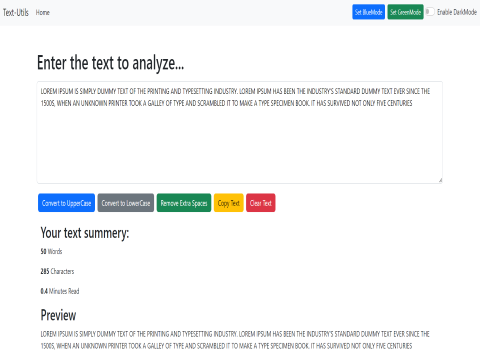 Text-Utils Home Set BlueMode Set GreenMode Enable DarkMode
Enter the text to analyze...
LOREM IPSUM IS SIMPLY DUMMY TEXT OF THE PRINTING AND TYPESETTING INDUSTRY. LOREM IPSUM HAS BEEN THE INDUSTRY'S STANDARD DUMMY TEXT EVER SINCE THE
1500S, WHEN AN UNKNOWN PRINTER TOOK A GALLEY OF TYPE AND SCRAMBLED IT TO MAKE A TYPE SPECIMEN BOOK. IT HAS SURVIVED NOT ONLY FIVE CENTURIES
Convert to UpperCase Convert to LowerCase Remove Extra Spaces Copy Text Clear Text
Your text summery:
50 Words
285 Characters
0.4 Minutes Read
Preview
LOREM IPSUM IS SIMPLY DUMMY TEXT OF THE PRINTING AND TYPESETTING INDUSTRY. LOREM IPSUM HAS BEEN THE INDUSTRY'S STANDARD DUMMY TEXT EVER SINCE THE
1500S, WHEN AN UNKNOWN PRINTER TOOK A GALLEY OF TYPE AND SCRAMBLED IT TO MAKE A TYPE SPECIMEN BOOK. IT HAS SURVIVED NOT ONLY FIVE CENTURIES